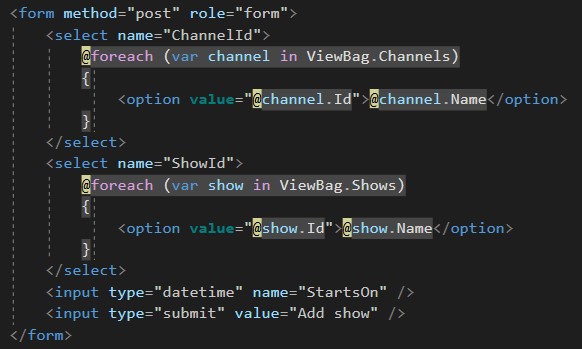 <form method="post" role="form">
<select name="ChannelId">
@foreach (var channel in ViewBag.Channels)
{
<option value="@channel.Id">@channel.Name</option>
}
</select>
<select name="ShowId">
@foreach (var show in ViewBag.Shows)
{
<option value="@show.Id">@show.Name</option>
}
</select>
<input type="datetime" name="StartsOn" />
<input type="submit" value="Add show" />
</form>